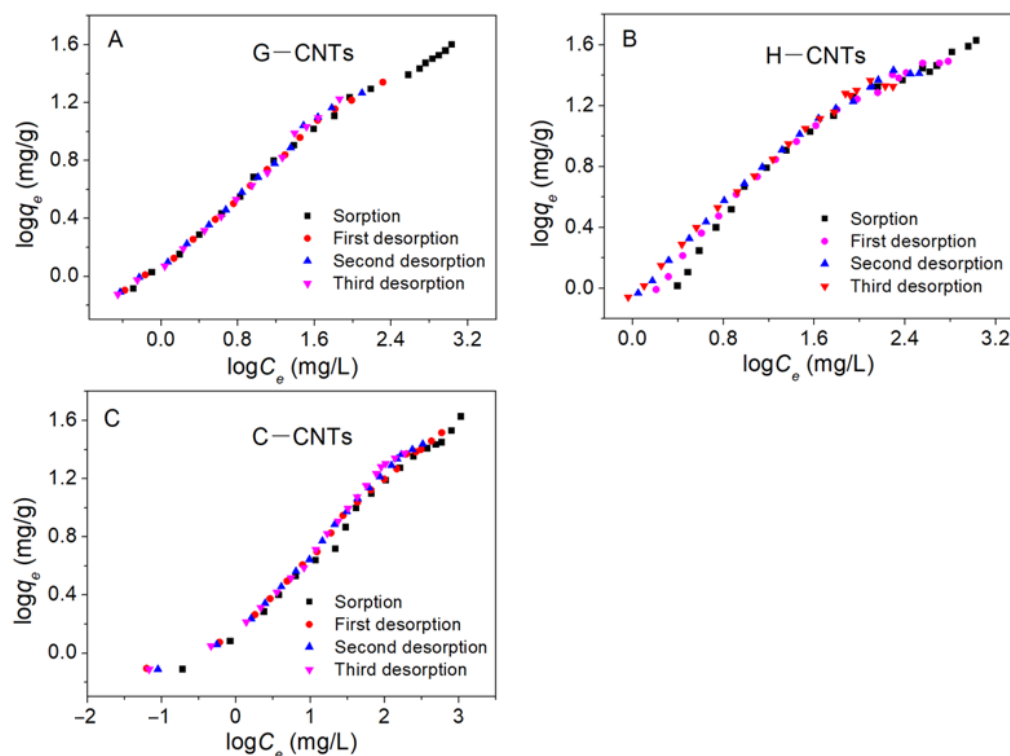 A
G—CNTs
1.6
1.2
0.8
0.4
0.0
logqe (mg/g)
Sorption
First desorption
Second desorption
Third desorption
0.0 0.8 1.6 2.4 3.2
logCe (mg/L)
B
H—CNTs
1.6
1.2
0.8
0.4
0.0
logqe (mg/g)
Sorption
First desorption
Second desorption
Third desorption
0.0 0.8 1.6 2.4 3.2
logCe (mg/L)
C
C—CNTs
1.6
1.2
0.8
0.4
0.0
logqe (mg/g)
Sorption
First desorption
Second desorption
Third desorption
−2 −1 0 1 2 3
logCe (mg/L)